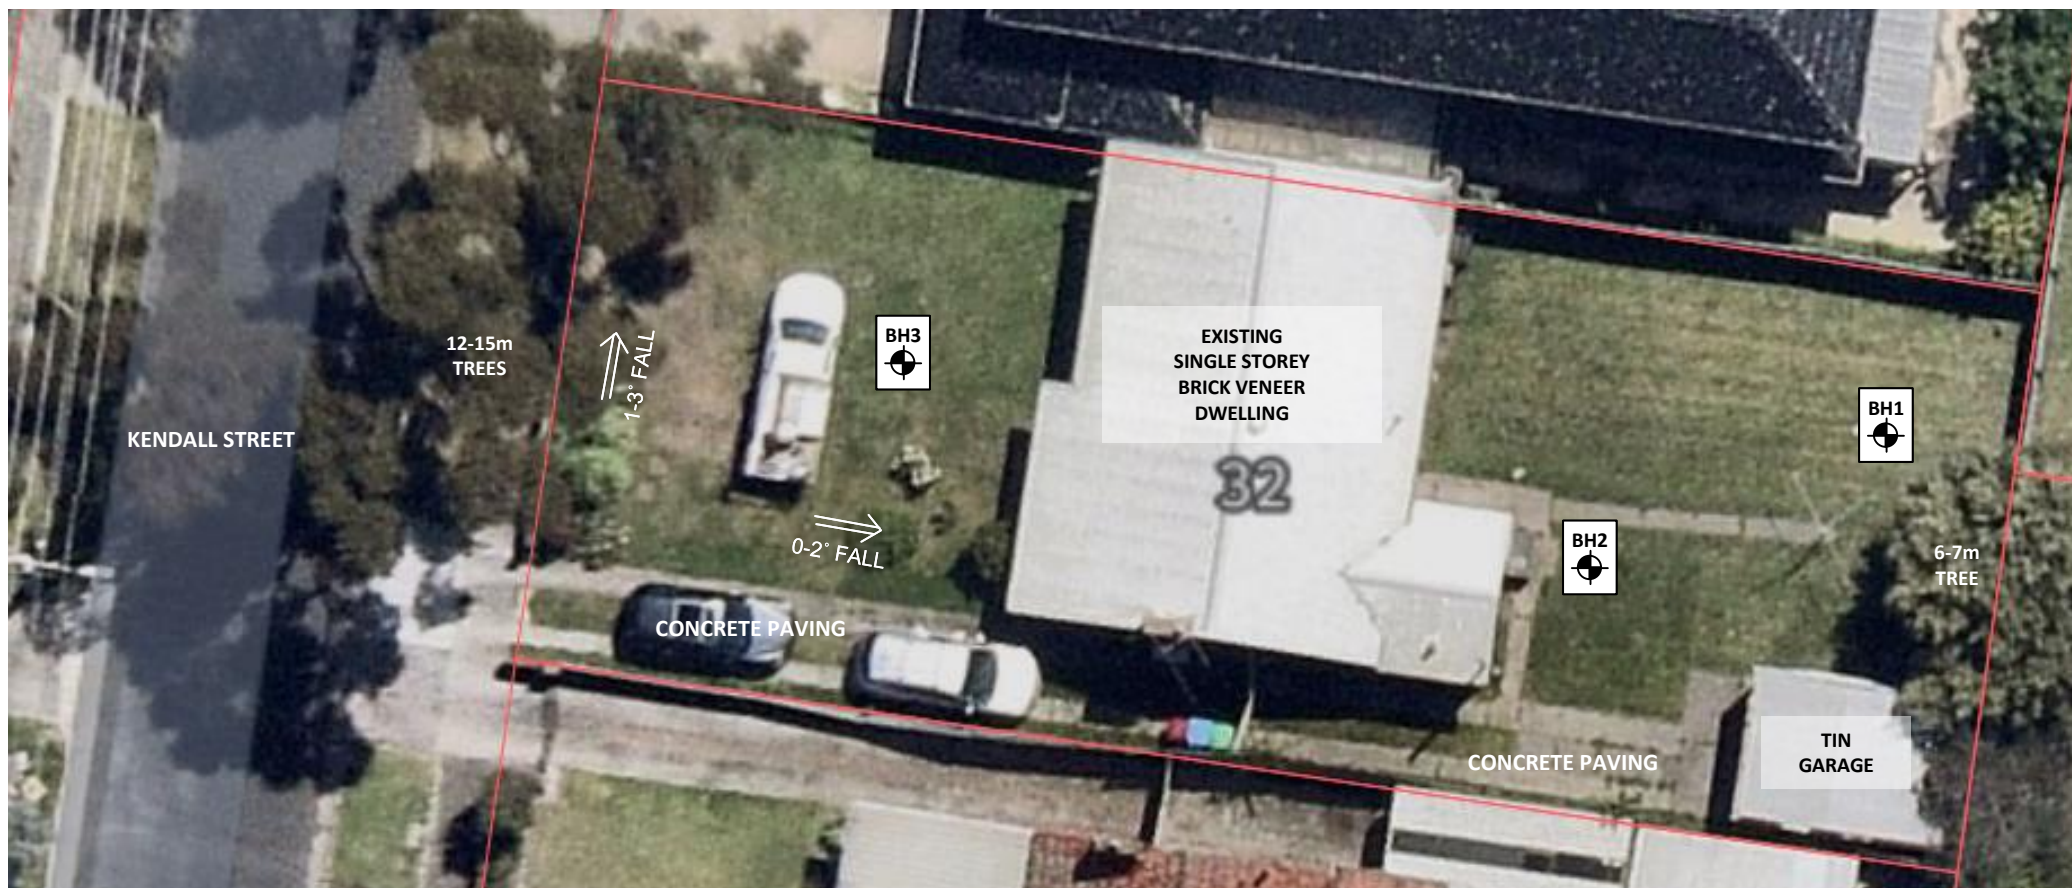 12-15m
TREES
1-3° FALL
BH3
EXISTING
SINGLE STOREY
BRICK VENEER
DWELLING
BH1
KENDALL STREET
32
0-2° FALL
BH2
6-7m
TREE
CONCRETE PAVING
CONCRETE PAVING
TIN
GARAGE